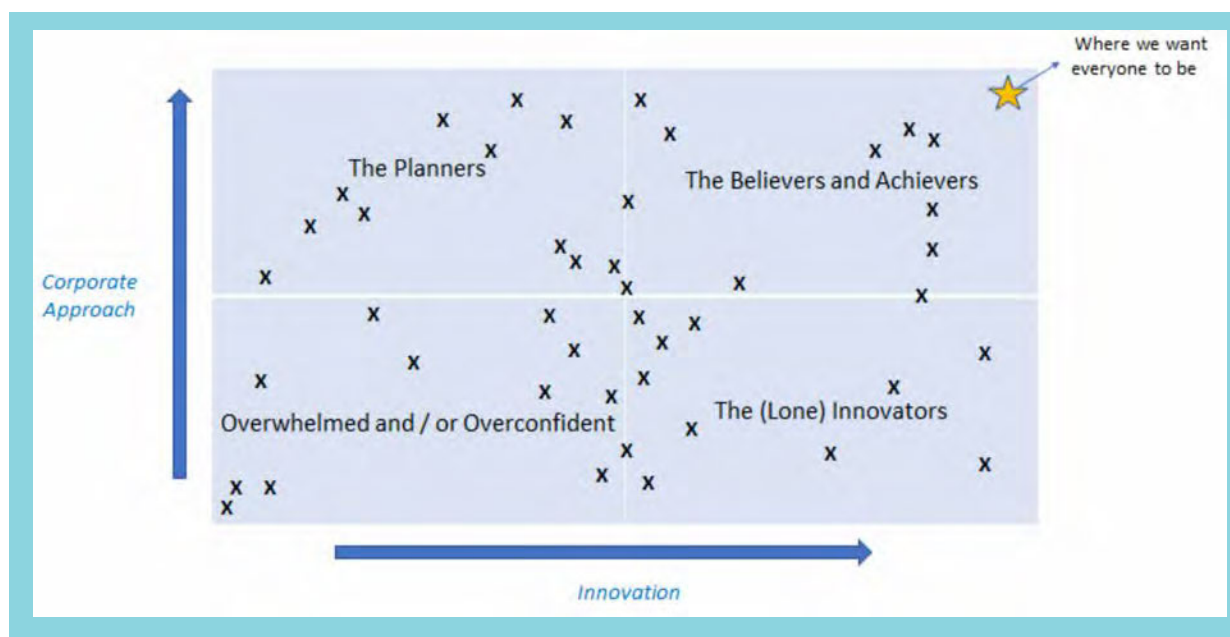 Where we want
everyone to be
The Planners
The Believers and Achievers
Corporate
Approach
Overwhelmed and / or Overconfident
The (Lone) Innovators
Innovation